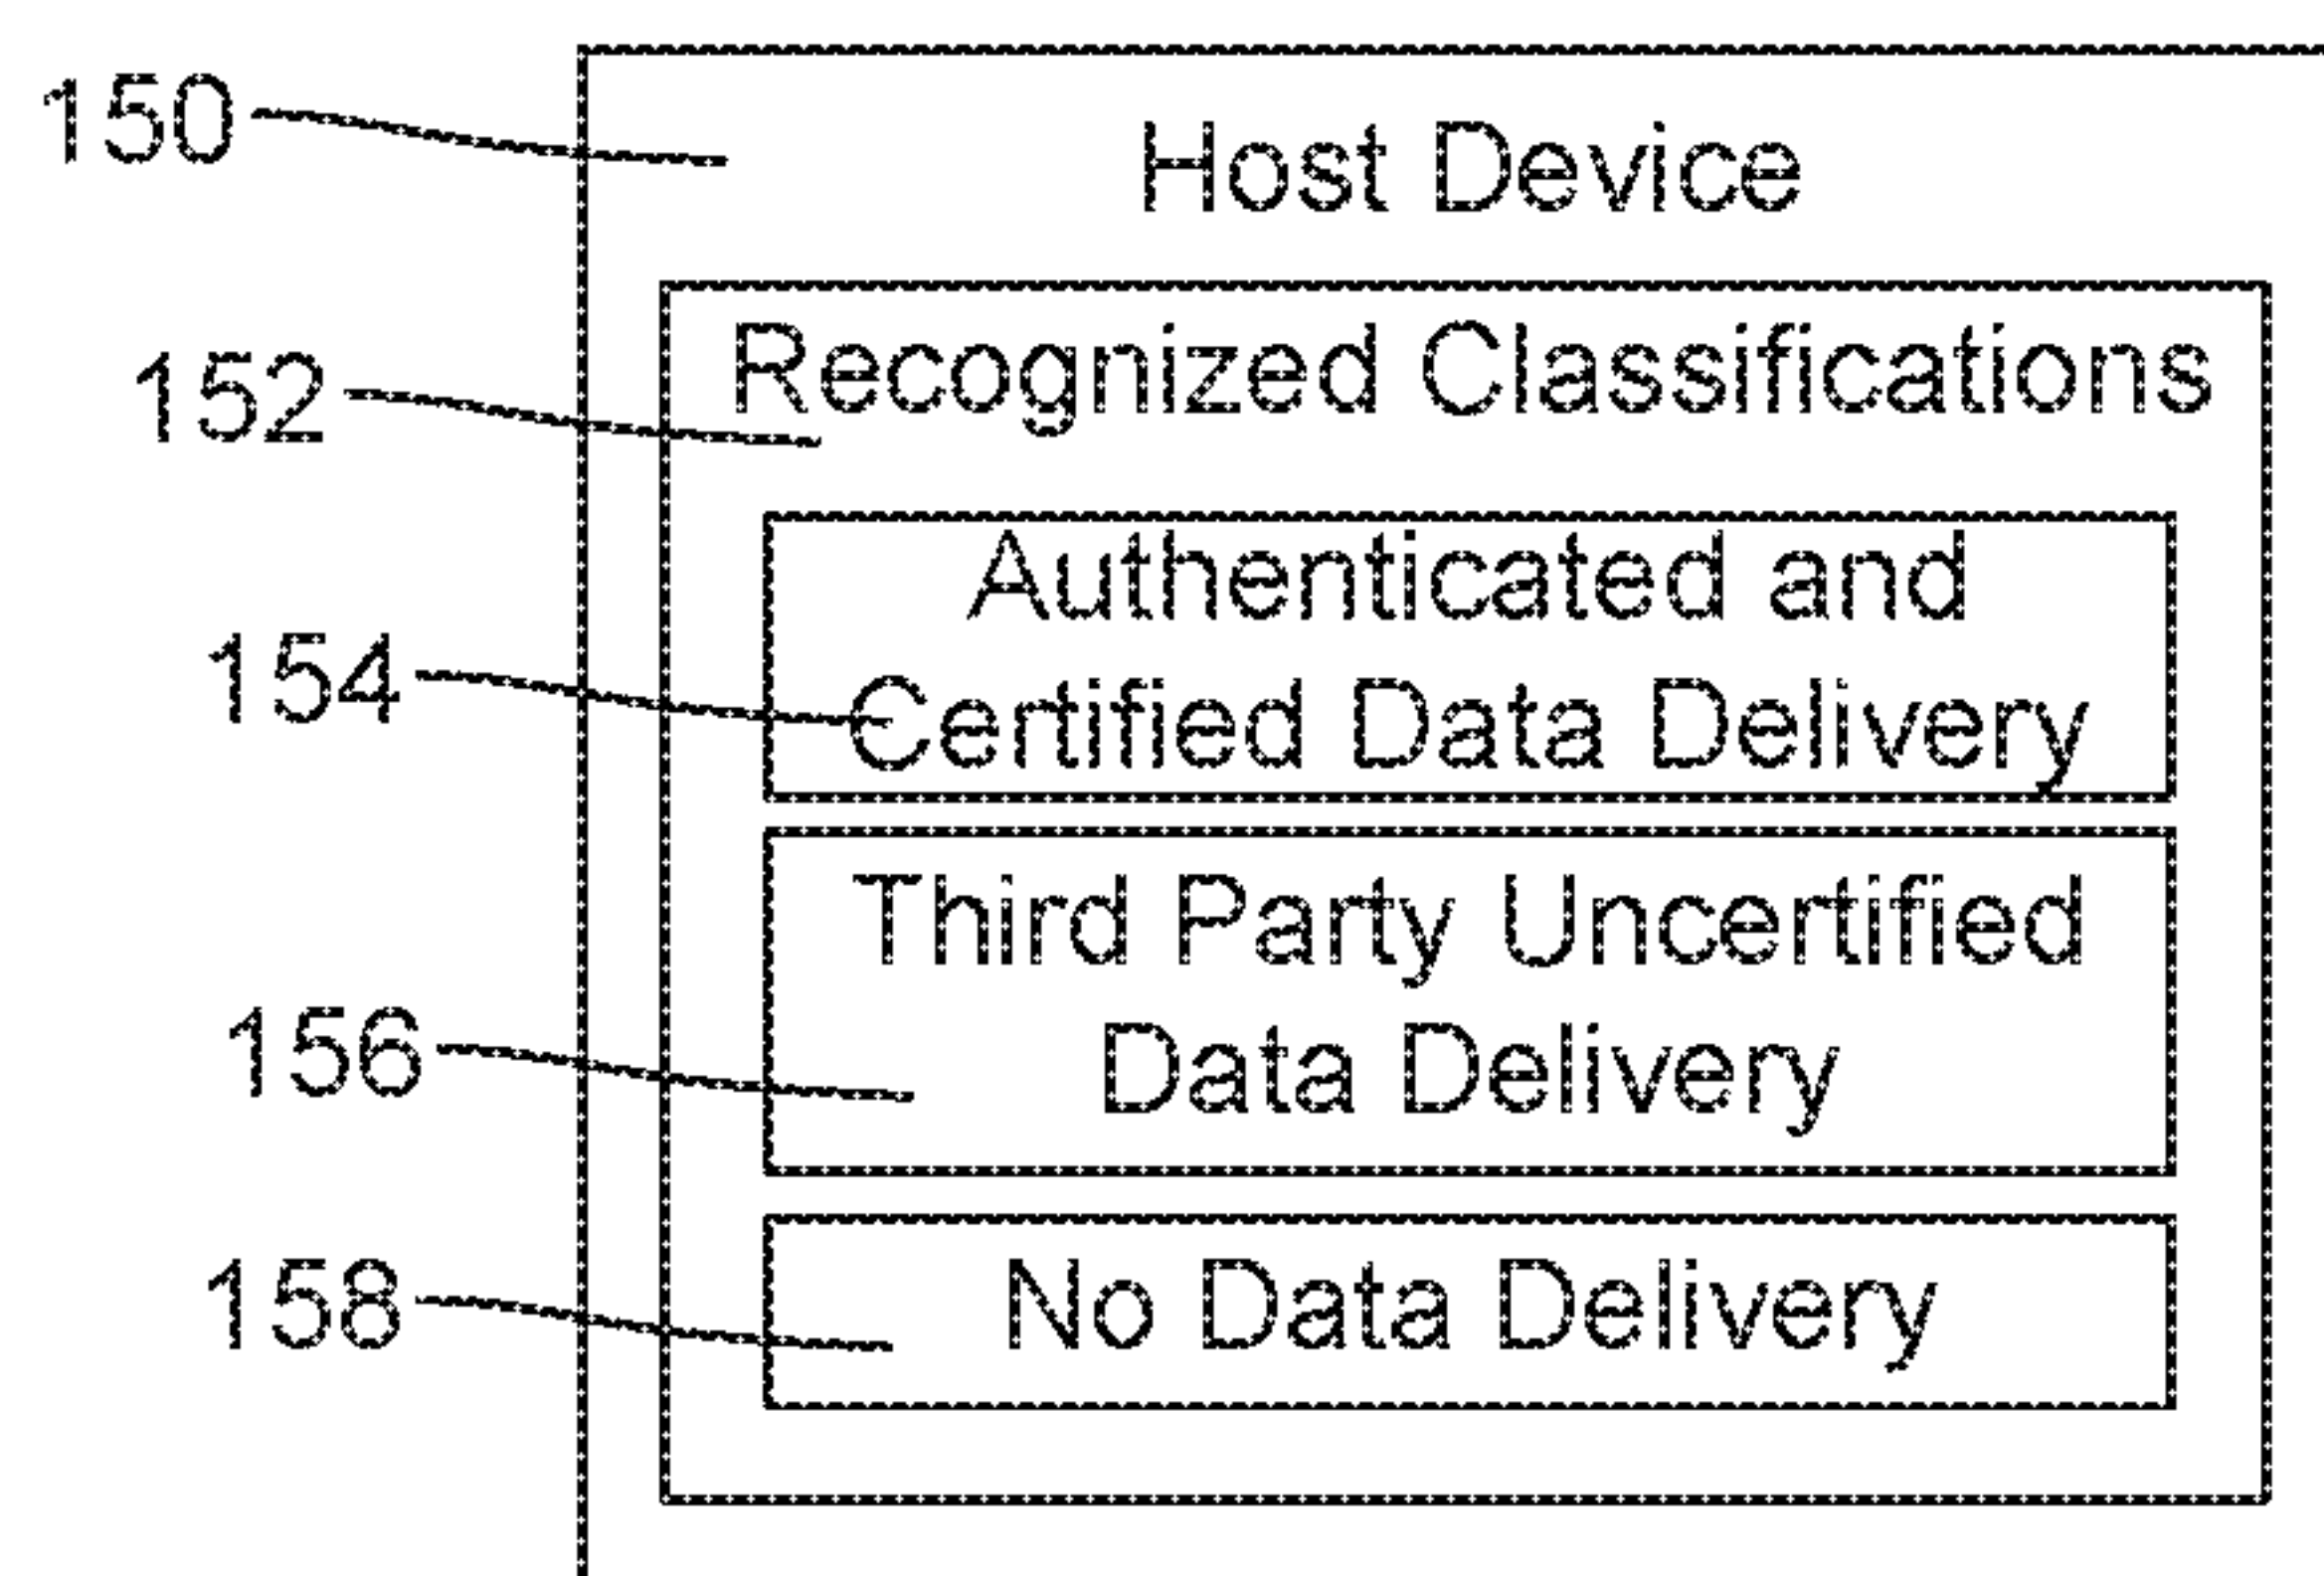 150
Host Device
152
Recognized Classifications
154
Authenticated and
Certified Data Delivery
156
Third Party Uncertified
Data Delivery
158
No Data Delivery